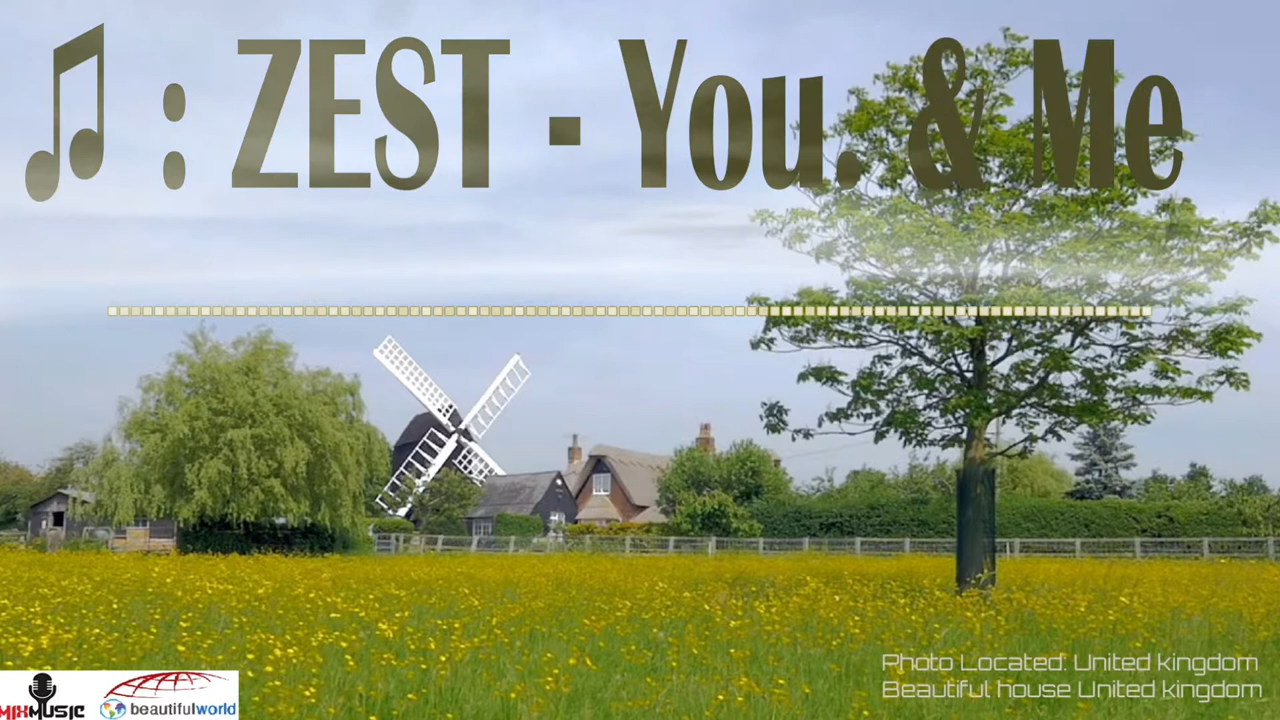 ♫ : ZEST - You. & Me
Photo Located: United kingdom
Beautiful house United kingdom
MIXMUSIC
beautifulworld